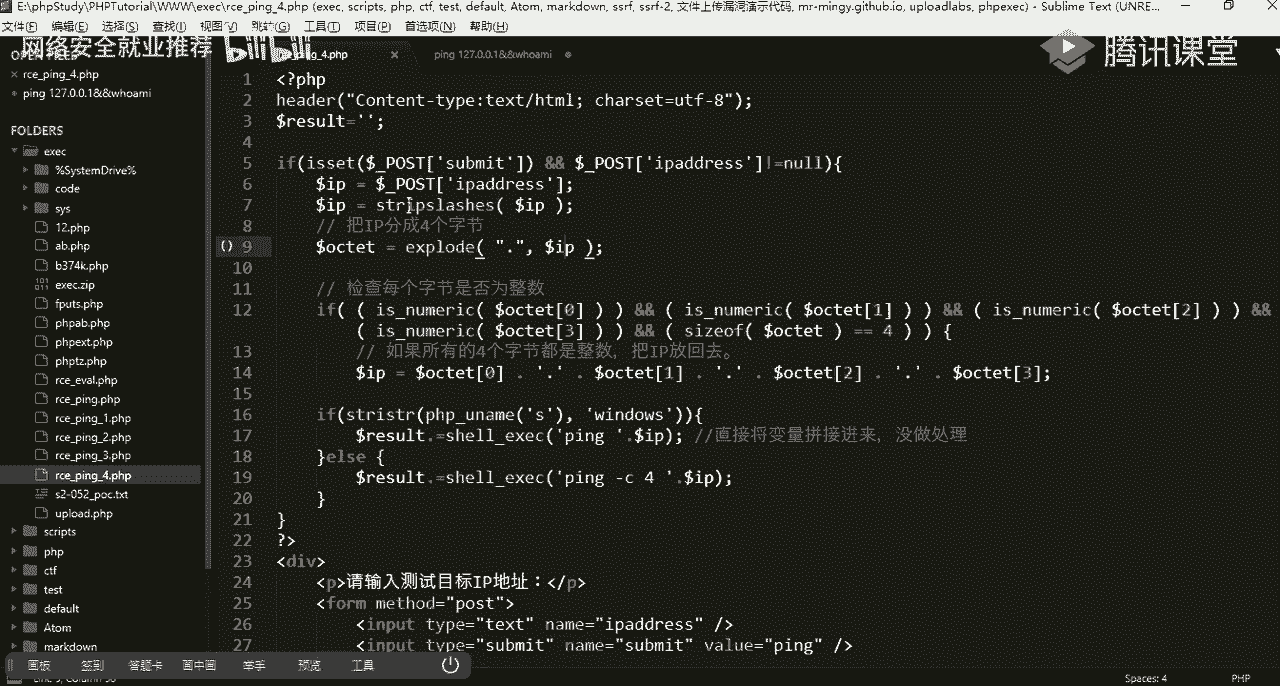 E:\phpStudy\PHPTutorial\WWW\exec\rce_ping_4.php (exec, scripts, php, ctf, test, default, Atom, markdown, ssrf, ssrf-2, 文件上传漏洞演示代码, mr-mingy.github.io, uploadlabs, phpexec) - Sublime Text (UNRE...
文件(F) 编辑(E) 选择(S) 查找(I) 视图(V) 跳转(G) 工具(T) 项目(P) 首选项(N) 帮助(H)
网络安全就业推荐 bilibili
腾讯课堂
OPEN FILES
rce_ping_4.php
ping 127.0.0.1&&whoami
_ping_4.php
ping 127.0.0.1&&whoami
FOLDERS
exec
%SystemDrive%
code
sys
12.php
ab.php
b374k.php
exec.zip
fputs.php
phpab.php
phpext.php
phptz.php
rce_eval.php
rce_ping.php
rce_ping_1.php
rce_ping_2.php
rce_ping_3.php
rce_ping_4.php
s2-052_poc.txt
upload.php
scripts
php
ctf
test
default
Atom
markdown
1 <?php
2 header("Content-type:text/html; charset=utf-8");
3 $result='';
4
5 if(isset($_POST['submit']) && $_POST['ipaddress']!=null){
6 $ip = $_POST['ipaddress'];
7 $ip = stripslashes( $ip );
8 // 把IP分成4个字节
9 $octet = explode( ".", $ip );
10
11 // 检查每个字节是否为整数
12 if( ( is_numeric( $octet[0] ) ) && ( is_numeric( $octet[1] ) ) && ( is_numeric( $octet[2] ) ) &&
( is_numeric( $octet[3] ) ) && ( sizeof( $octet ) == 4 ) ) {
13 // 如果所有的4个字节都是整数，把IP放回去。
14 $ip = $octet[0] . '.' . $octet[1] . '.' . $octet[2] . '.' . $octet[3];
15
16 if(stristr(php_uname('s'), 'windows')){
17 $result.=shell_exec('ping '.$ip); //直接将变量拼接进来，没做处理
18 }else {
19 $result.=shell_exec('ping -c 4 '.$ip);
20 }
21 }
22 ?>
23 <div>
24 <p>请输入测试目标IP地址：</p>
25 <form method="post">
26 <input type="text" name="ipaddress" />
27 <input type="submit" name="submit" value="ping" />
画板 签到 答题卡 画中画 举手 预览 工具
Spaces: 4
PHP